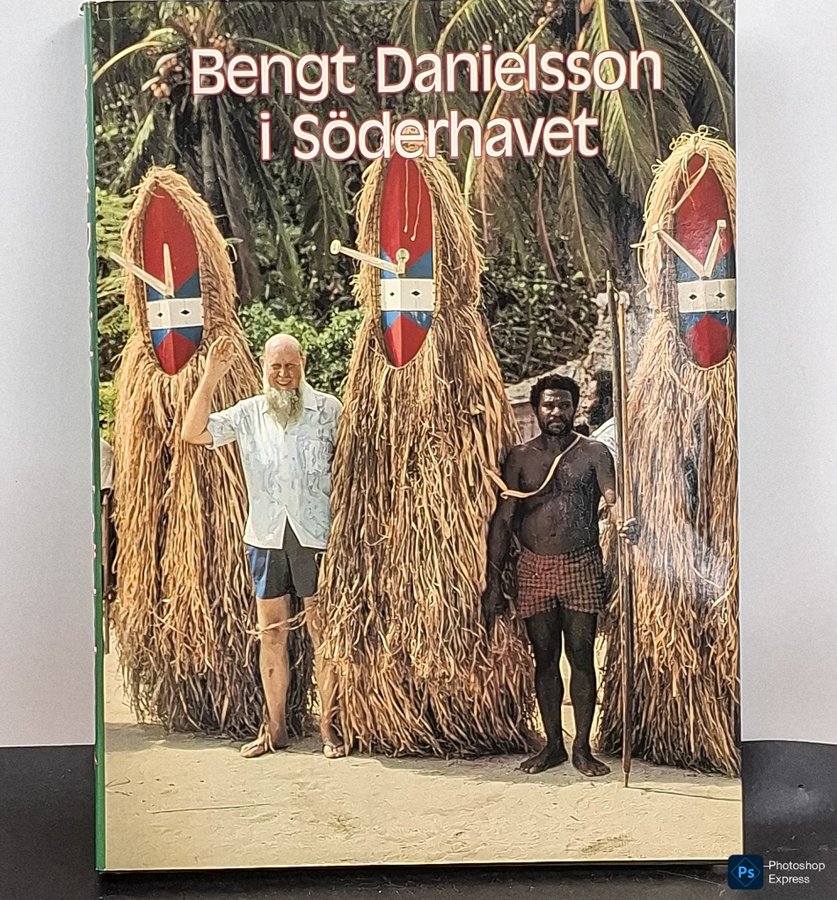 Bengt Danielsson
i Söderhavet
Ps
Photoshop
Express